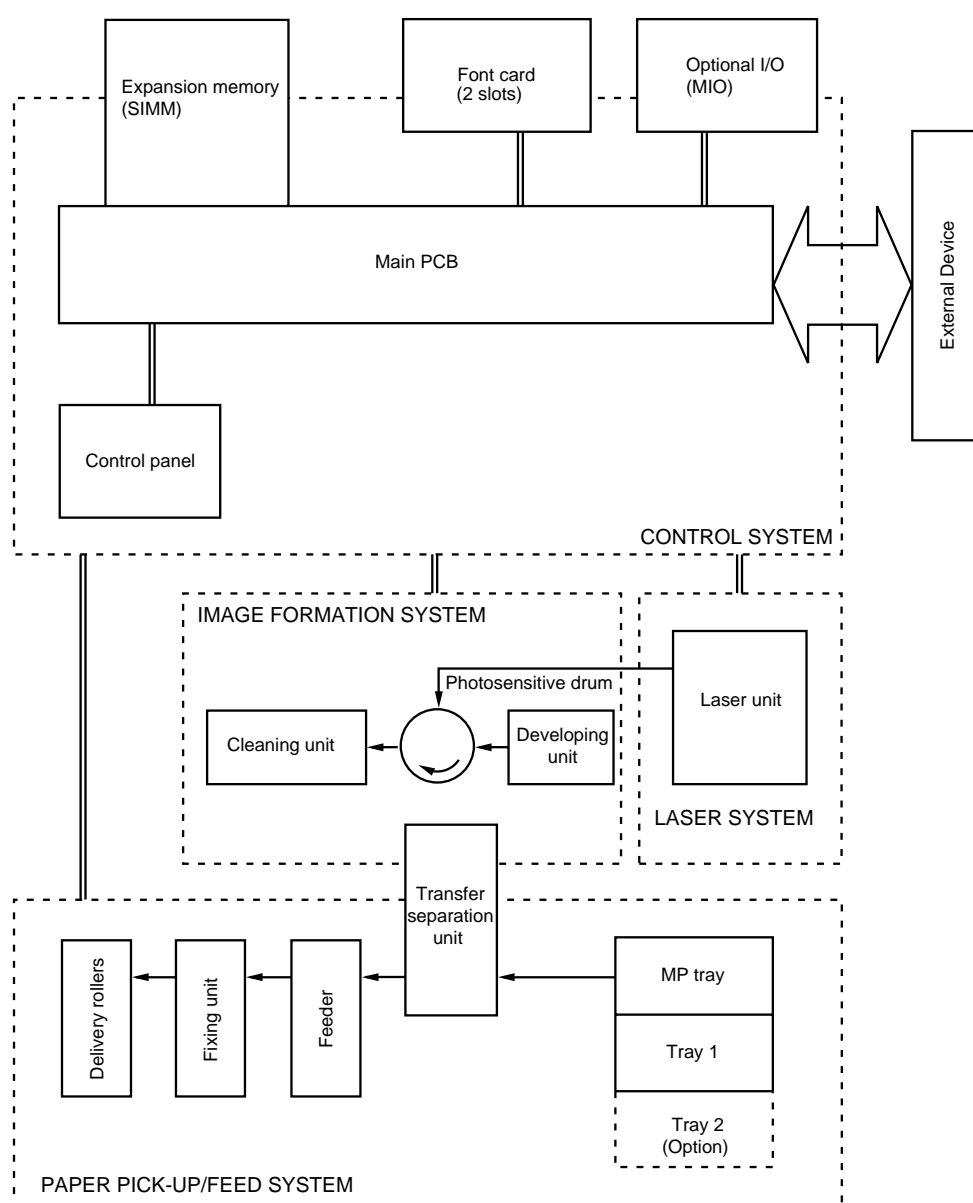 Expansion memory
(SIMM)
Font card
(2 slots)
Optional I/O
(MIO)
Main PCB
External Device
Control panel
CONTROL SYSTEM
IMAGE FORMATION SYSTEM
Photosensitive drum
Laser unit
Cleaning unit
Developing
unit
LASER SYSTEM
Transfer
separation
unit
Delivery rollers
Fixing unit
Feeder
MP tray
Tray 1
Tray 2
(Option)
PAPER PICK-UP/FEED SYSTEM